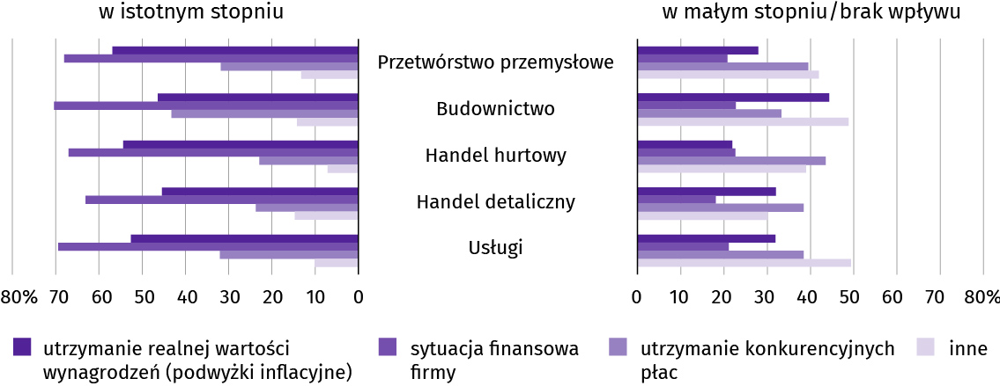 w istotnym stopniu
w małym stopniu/brak wpływu
Przetwórstwo przemysłowe
Budownictwo
Handel hurtowy
Handel detaliczny
Usługi
80% 70 60 50 40 30 20 10 0
0 10 20 30 40 50 60 70 80%
utrzymanie realnej wartości
wynagrodzeń (podwyżki inflacyjne)
sytuacja finansowa
firmy
utrzymanie konkurencyjnych
płac
inne